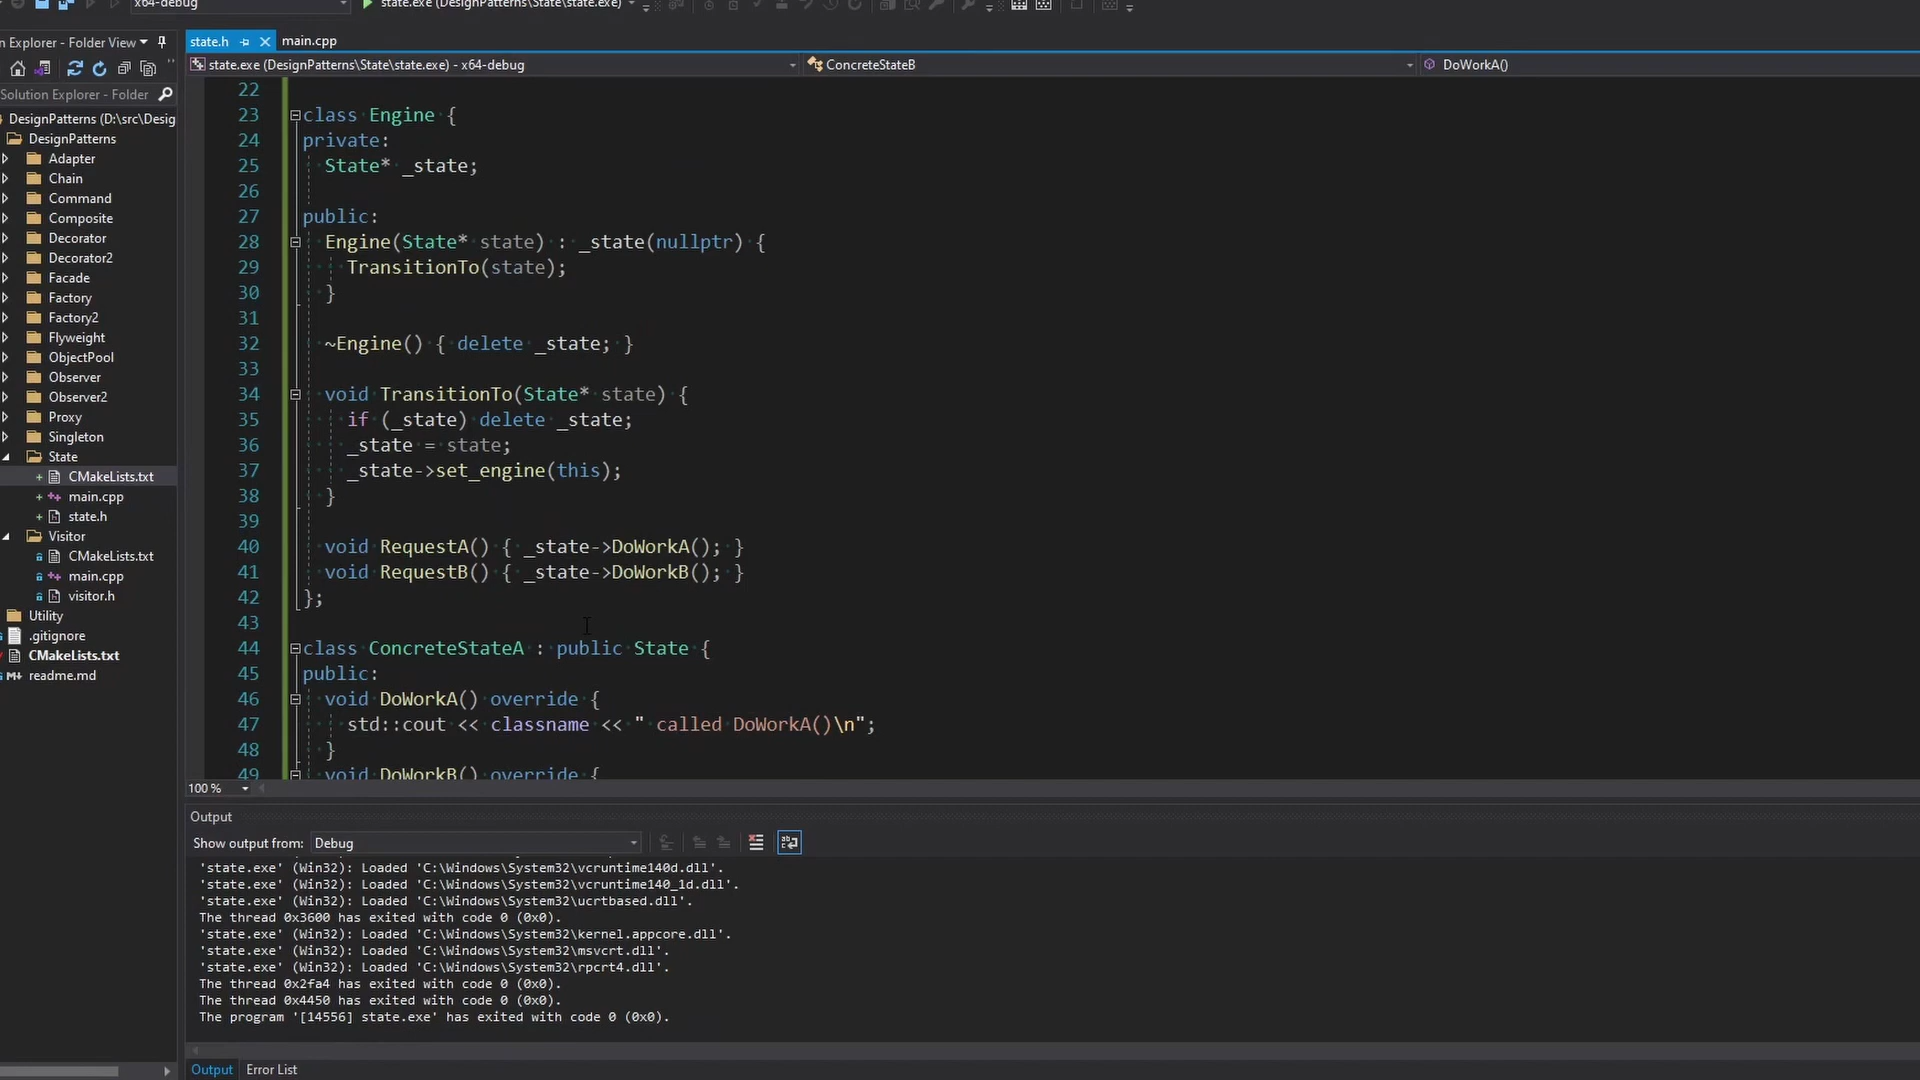 x64-debug
state.exe (DesignPatterns\State\state.exe)
n Explorer - Folder View
state.h
main.cpp
state.exe (DesignPatterns\State\state.exe) - x64-debug
ConcreteStateB
DoWorkA()
Solution Explorer - Folder
DesignPatterns (D:\src\Desig
DesignPatterns
Adapter
Chain
Command
Composite
Decorator
Decorator2
Facade
Factory
Factory2
Flyweight
ObjectPool
Observer
Observer2
Proxy
Singleton
State
CMakeLists.txt
main.cpp
state.h
Visitor
CMakeLists.txt
main.cpp
visitor.h
Utility
.gitignore
CMakeLists.txt
readme.md
22
23 class Engine {
24 private:
25 State* _state;
26
27 public:
28 Engine(State* state) : _state(nullptr) {
29 TransitionTo(state);
30 }
31
32 ~Engine() { delete _state; }
33
34 void TransitionTo(State* state) {
35 if (_state) delete _state;
36 _state = state;
37 _state->set_engine(this);
38 }
39
40 void RequestA() { _state->DoWorkA(); }
41 void RequestB() { _state->DoWorkB(); }
42 };
43
44 class ConcreteStateA : public State {
45 public:
46 void DoWorkA() override {
47 std::cout << classname << " called DoWorkA()\n";
48 }
49 void DoWorkB() override {
100 %
Output
Show output from: Debug
'state.exe' (Win32): Loaded 'C:\Windows\System32\vcruntime140d.dll'.
'state.exe' (Win32): Loaded 'C:\Windows\System32\vcruntime140_1d.dll'.
'state.exe' (Win32): Loaded 'C:\Windows\System32\ucrtbased.dll'.
The thread 0x3600 has exited with code 0 (0x0).
'state.exe' (Win32): Loaded 'C:\Windows\System32\kernel.appcore.dll'.
'state.exe' (Win32): Loaded 'C:\Windows\System32\msvcrt.dll'.
'state.exe' (Win32): Loaded 'C:\Windows\System32\rpcrt4.dll'.
The thread 0x2fa4 has exited with code 0 (0x0).
The thread 0x4450 has exited with code 0 (0x0).
The program '[14556] state.exe' has exited with code 0 (0x0).
Output
Error List